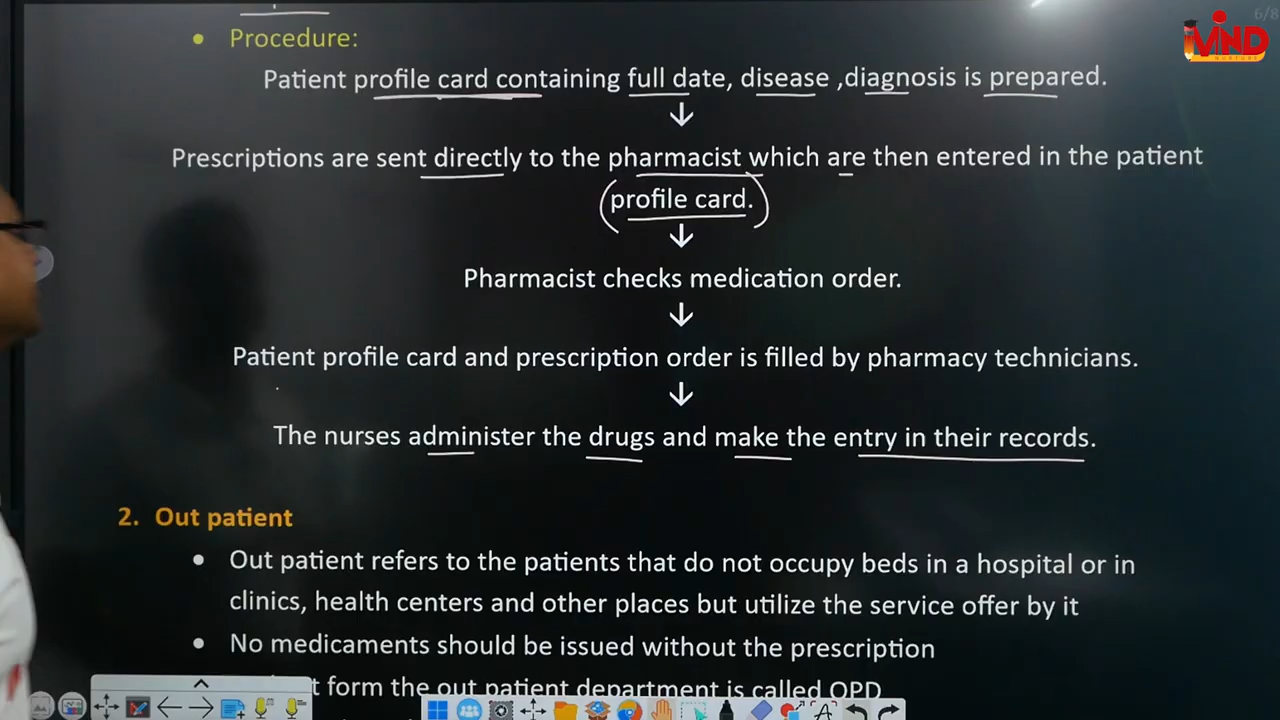 6/8
MIND
NURTURE
• Procedure:
Patient profile card containing full date, disease ,diagnosis is prepared.
↓
Prescriptions are sent directly to the pharmacist which are then entered in the patient
(profile card.)
↓
Pharmacist checks medication order.
↓
Patient profile card and prescription order is filled by pharmacy technicians.
↓
The nurses administer the drugs and make the entry in their records.
2. Out patient
• Out patient refers to the patients that do not occupy beds in a hospital or in
clinics, health centers and other places but utilize the service offer by it
• No medicaments should be issued without the prescription
form the out patient department is called OPD